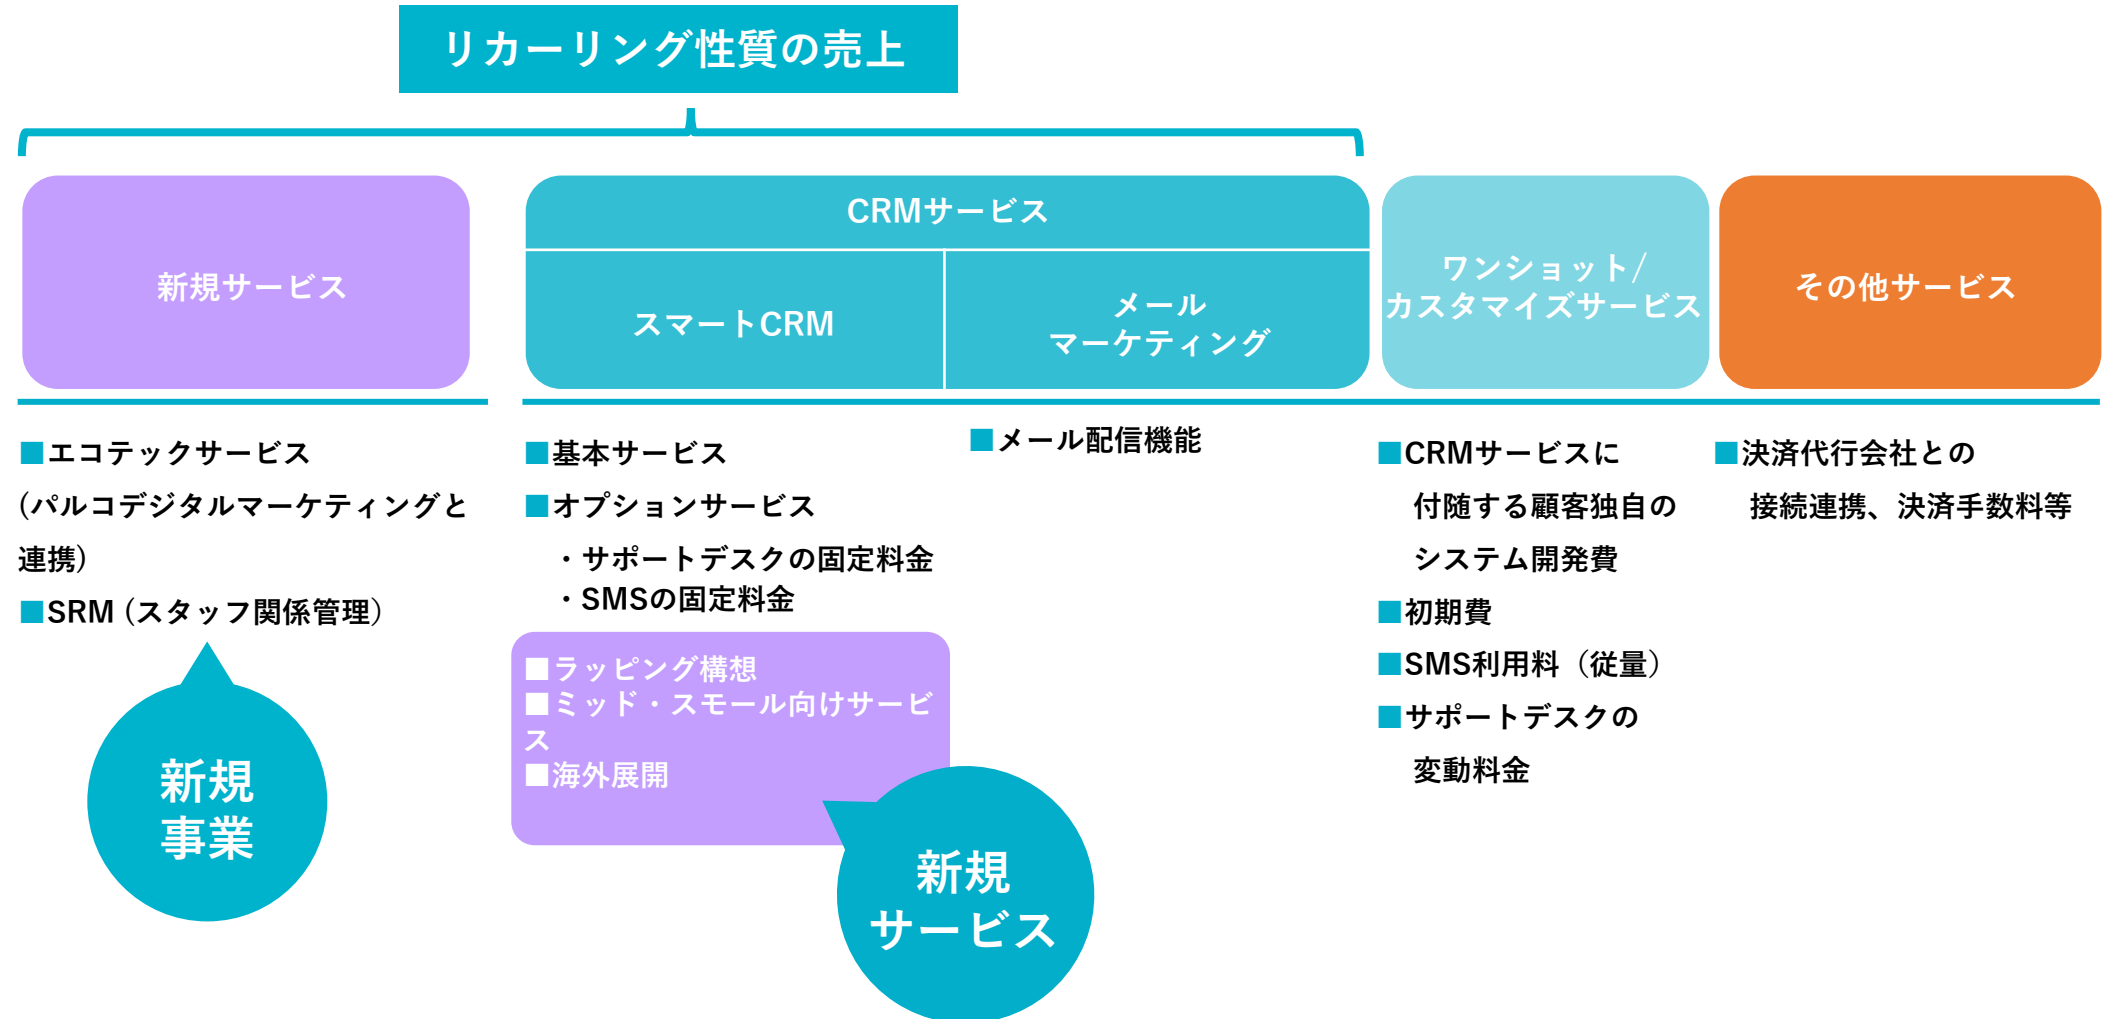 リカーリング性質の売上
新規サービス
CRMサービス
スマートCRM
メール
マーケティング
ワンショット/
カスタマイズサービス
その他サービス
■エコテックサービス
(パルコデジタルマーケティングと
連携)
■SRM (スタッフ関係管理)
新規
事業
■基本サービス
■オプションサービス
・サポートデスクの固定料金
・SMSの固定料金
■ラッピング構想
■ミッド・スモール向けサービ
ス
■海外展開
新規
サービス
■メール配信機能
■CRMサービスに
付随する顧客独自の
システム開発費
■初期費
■SMS利用料（従量）
■サポートデスクの
変動料金
■決済代行会社との
接続連携、決済手数料等